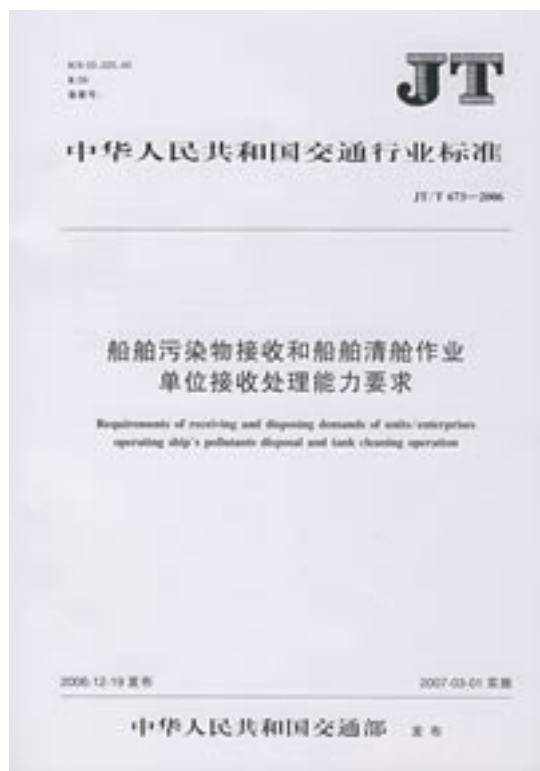 JT
中华人民共和国交通行业标准
JT/T 673—2006
船舶污染物接收和船舶清舱作业
单位接收处理能力要求
Requirements of receiving and disposing demands of units/enterprises
operating ship's pollutants disposal and tank cleaning operation
2006-12-19 发布
2007-03-01 实施
中华人民共和国交通部 发布